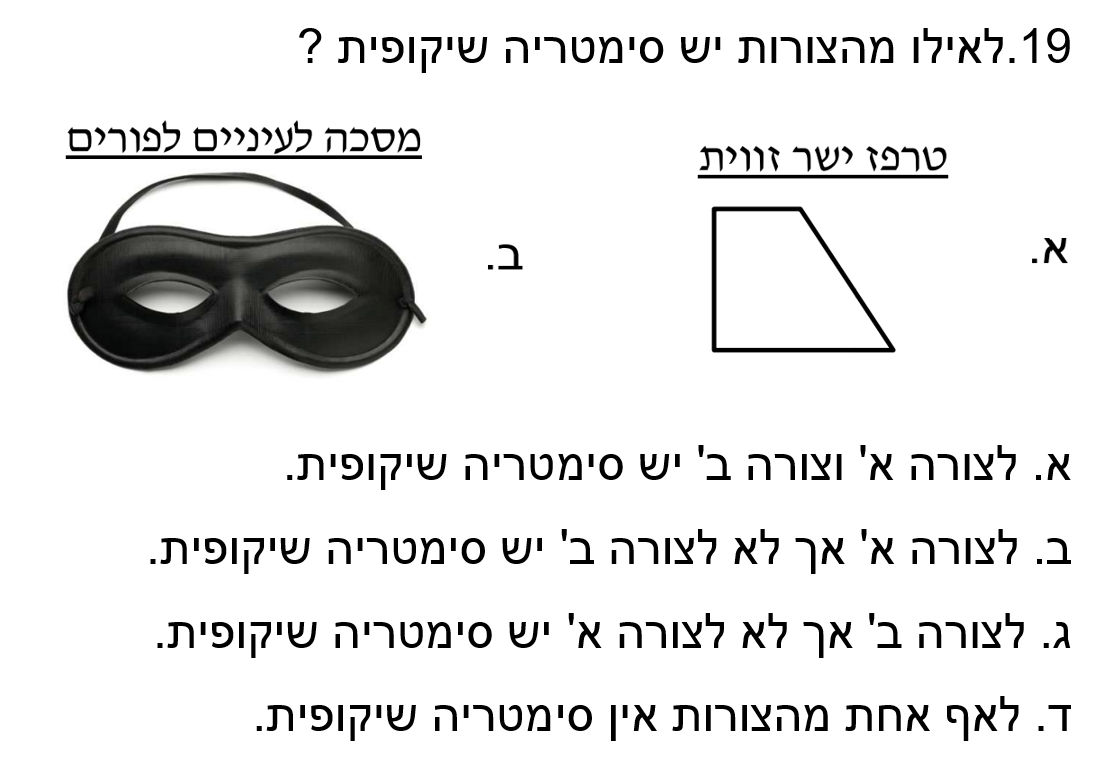 19.לאילו מהצורות יש סימטריה שיקופית ?
טרפז ישר זווית
מסכה לעיניים לפורים
א.
ב.
א. לצורה א' וצורה ב' יש סימטריה שיקופית.
ב. לצורה א' אך לא לצורה ב' יש סימטריה שיקופית.
ג. לצורה ב' אך לא לצורה א' יש סימטריה שיקופית.
ד. לאף אחת מהצורות אין סימטריה שיקופית.